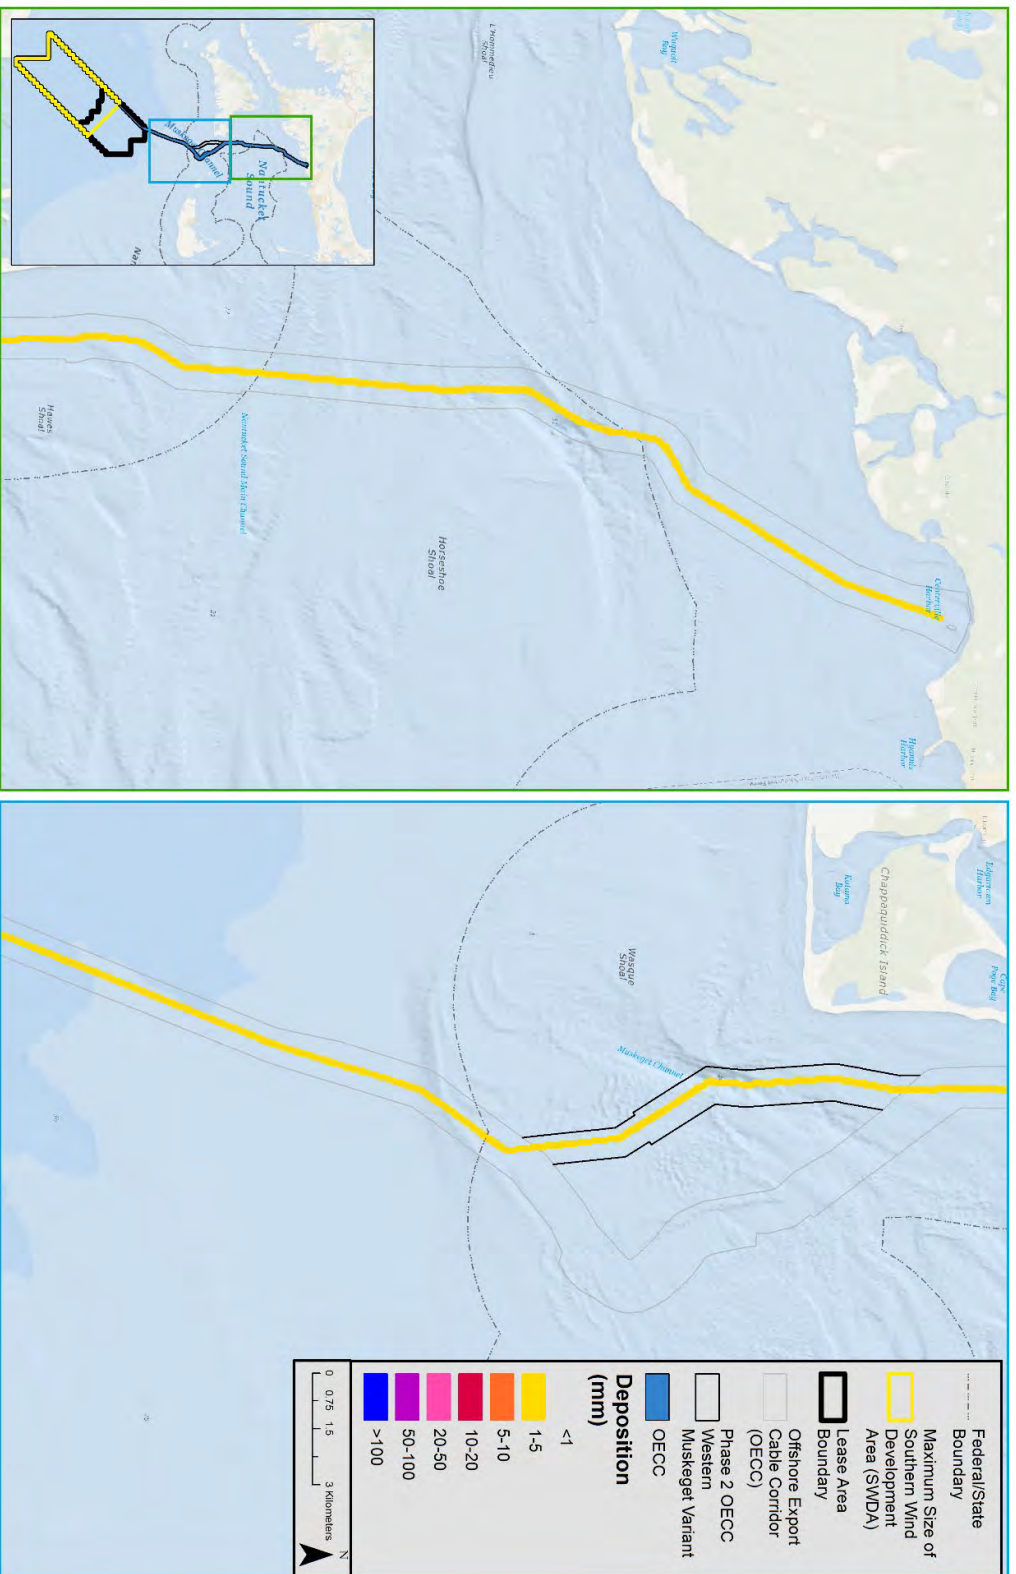 L'Hommedieu
Shoal
Waquoit
Bay
Muskeget Channel
Nantucket
Sound
Hawes
Shoal
Nantucket Sound Main Channel
Horseshoe
Shoal
Centerville
Harbor
Hyannis
Harbor
Edgartown
Harbor
Cape
Poge Bay
Katama
Bay
Chappaquiddick Island
Wasque
Shoal
Muskeget Channel
Federal/State
Boundary
Maximum Size of
Southern Wind
Development
Area (SWDA)
Lease Area
Boundary
Offshore Export
Cable Corridor
(OECC)
Phase 2 OECC
Western
Muskeget Variant
OECC
Deposition
(mm)
<1
1-5
5-10
10-20
20-50
50-100
>100
0 0.75 1.5 3 Kilometers
N